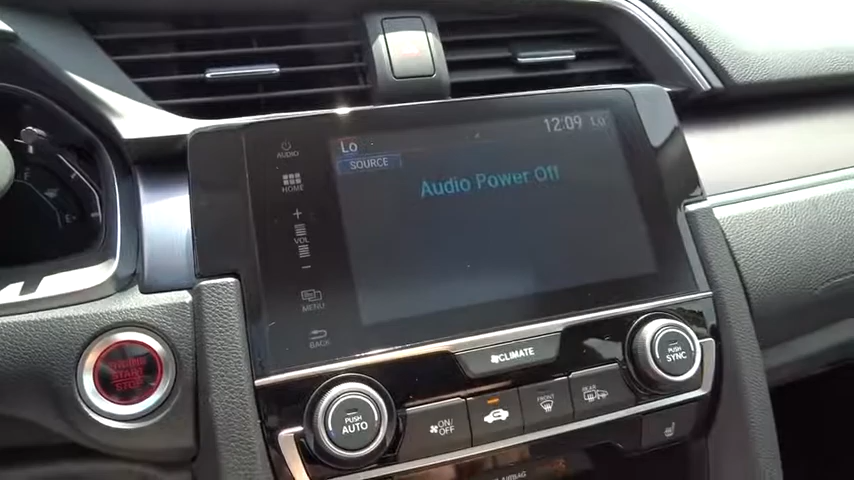 AUDIO
HOME
+
VOL
-
MENU
BACK
Lo
12:09
Lo
SOURCE
Audio Power Off
ENGINE
START
STOP
CLIMATE
PUSH
AUTO
ON/
OFF
FRONT
REAR
PUSH
SYNC
AIRBAG